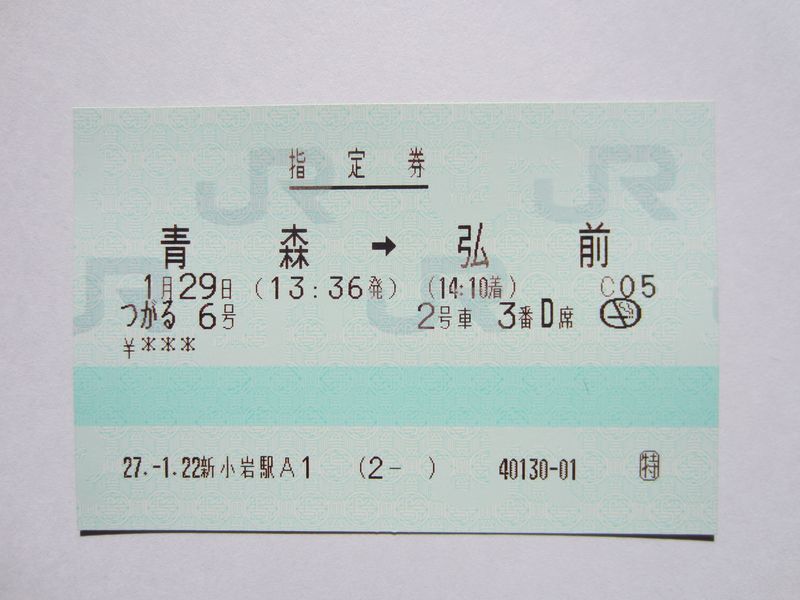 指定券
青森 → 弘前
1月29日 (13:36発) (14:10着) C05
つがる 6号 2号車 3番D席
¥***
27.-1.22新小岩駅A1 (2- ) 40130-01 特